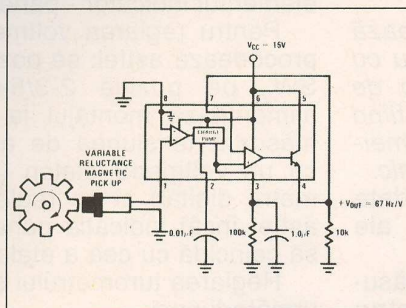 VCC = 15V
8
7
6
5
CHARGE
PUMP
VARIABLE
RELUCTANCE
MAGNETIC
PICK UP
1
2
3
4
+ VOUT = 67 Hz/V
0.01µF
100k
1.0µF
10k